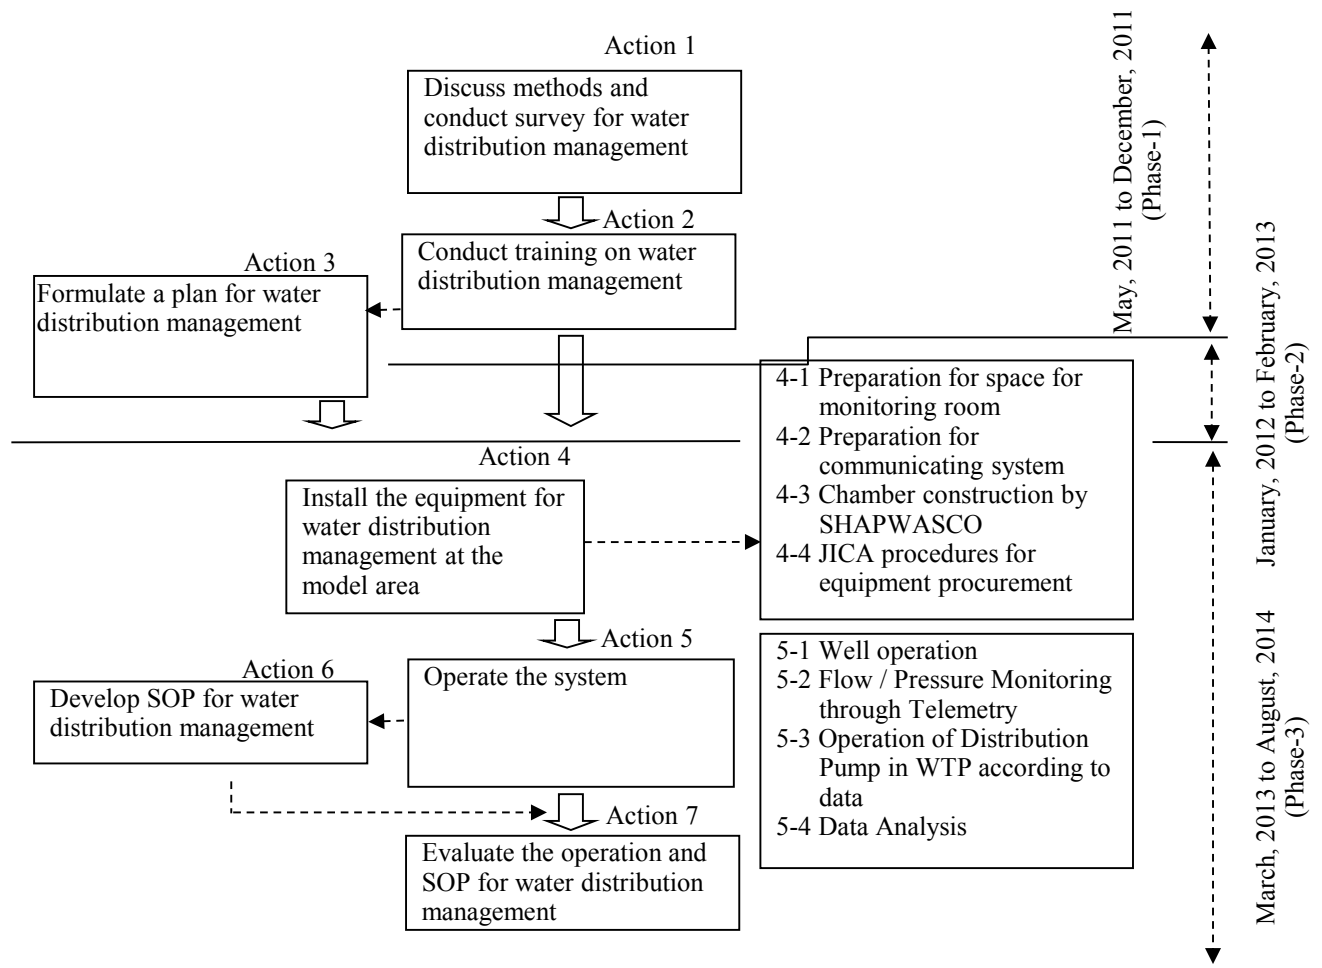 Action 1
Discuss methods and
conduct survey for water
distribution management
Action 2
Conduct training on water
distribution management
Action 3
Formulate a plan for water
distribution management
Action 4
Install the equipment for
water distribution
management at the
model area
4-1 Preparation for space for
monitoring room
4-2 Preparation for
communicating system
4-3 Chamber construction by
SHAPWASCO
4-4 JICA procedures for
equipment procurement
Action 5
Operate the system
5-1 Well operation
5-2 Flow / Pressure Monitoring
through Telemetry
5-3 Operation of Distribution
Pump in WTP according to
data
5-4 Data Analysis
Action 6
Develop SOP for water
distribution management
Action 7
Evaluate the operation and
SOP for water distribution
management
May, 2011 to December, 2011
(Phase-1)
January, 2012 to February, 2013
(Phase-2)
March, 2013 to August, 2014
(Phase-3)